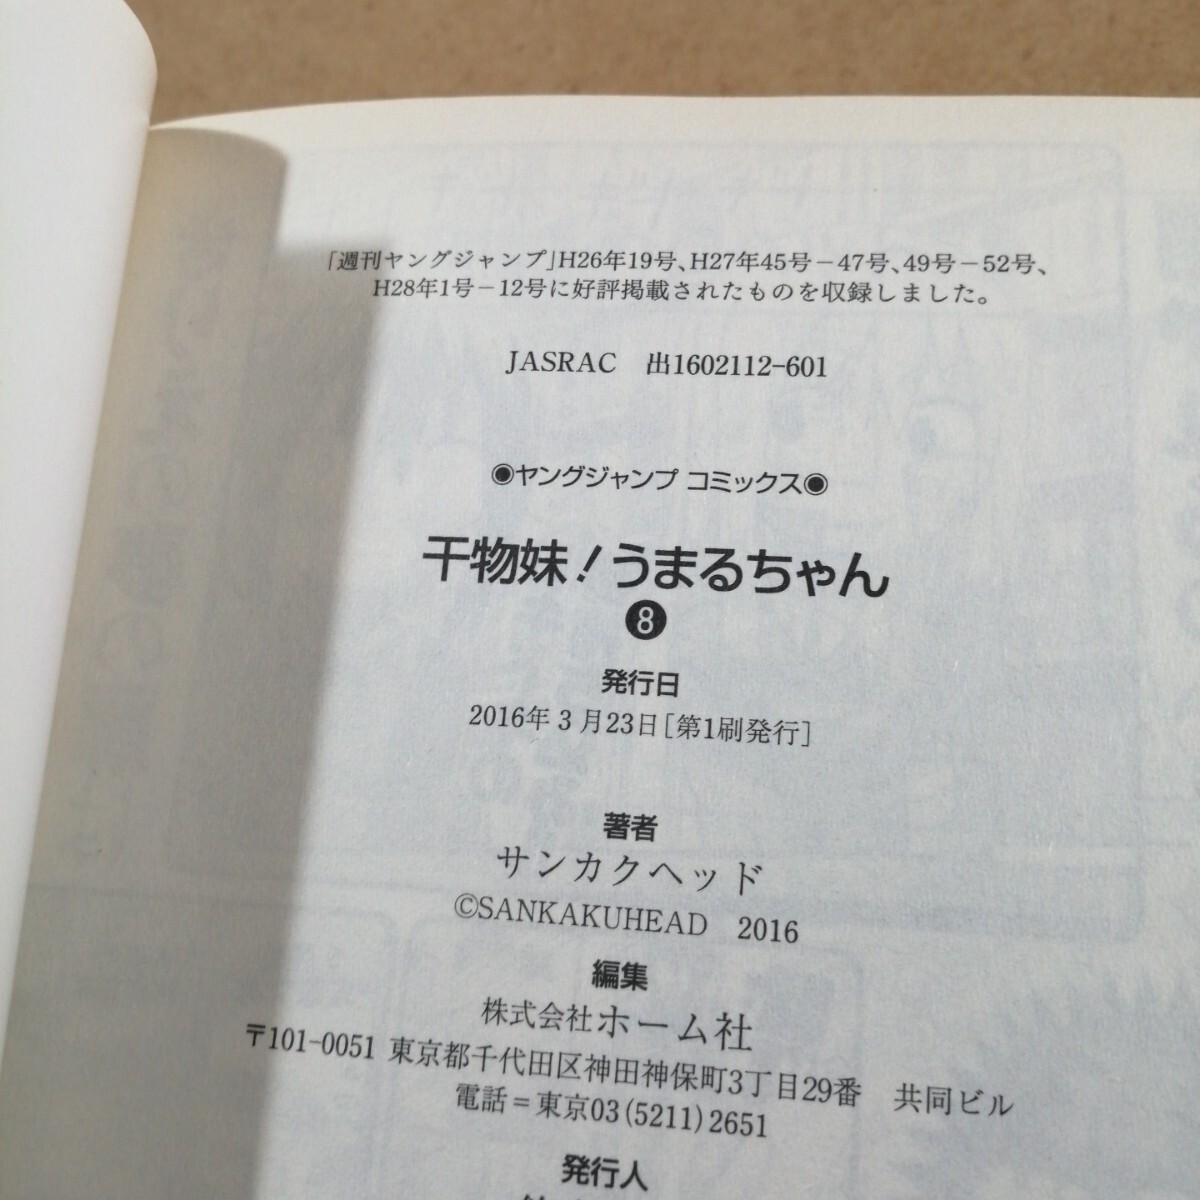 「週刊ヤングジャンプ」H26年19号、H27年45号－47号、49号－52号、
H28年1号－12号に好評掲載されたものを収録しました。
JASRAC　出1602112-601
◉ヤングジャンプ コミックス◉
干物妹！うまるちゃん
❽
発行日
2016年３月23日［第1刷発行］
著者
サンカクヘッド
©SANKAKUHEAD　2016
編集
株式会社ホーム社
〒101-0051 東京都千代田区神田神保町3丁目29番　共同ビル
電話＝東京03(5211)2651
発行人